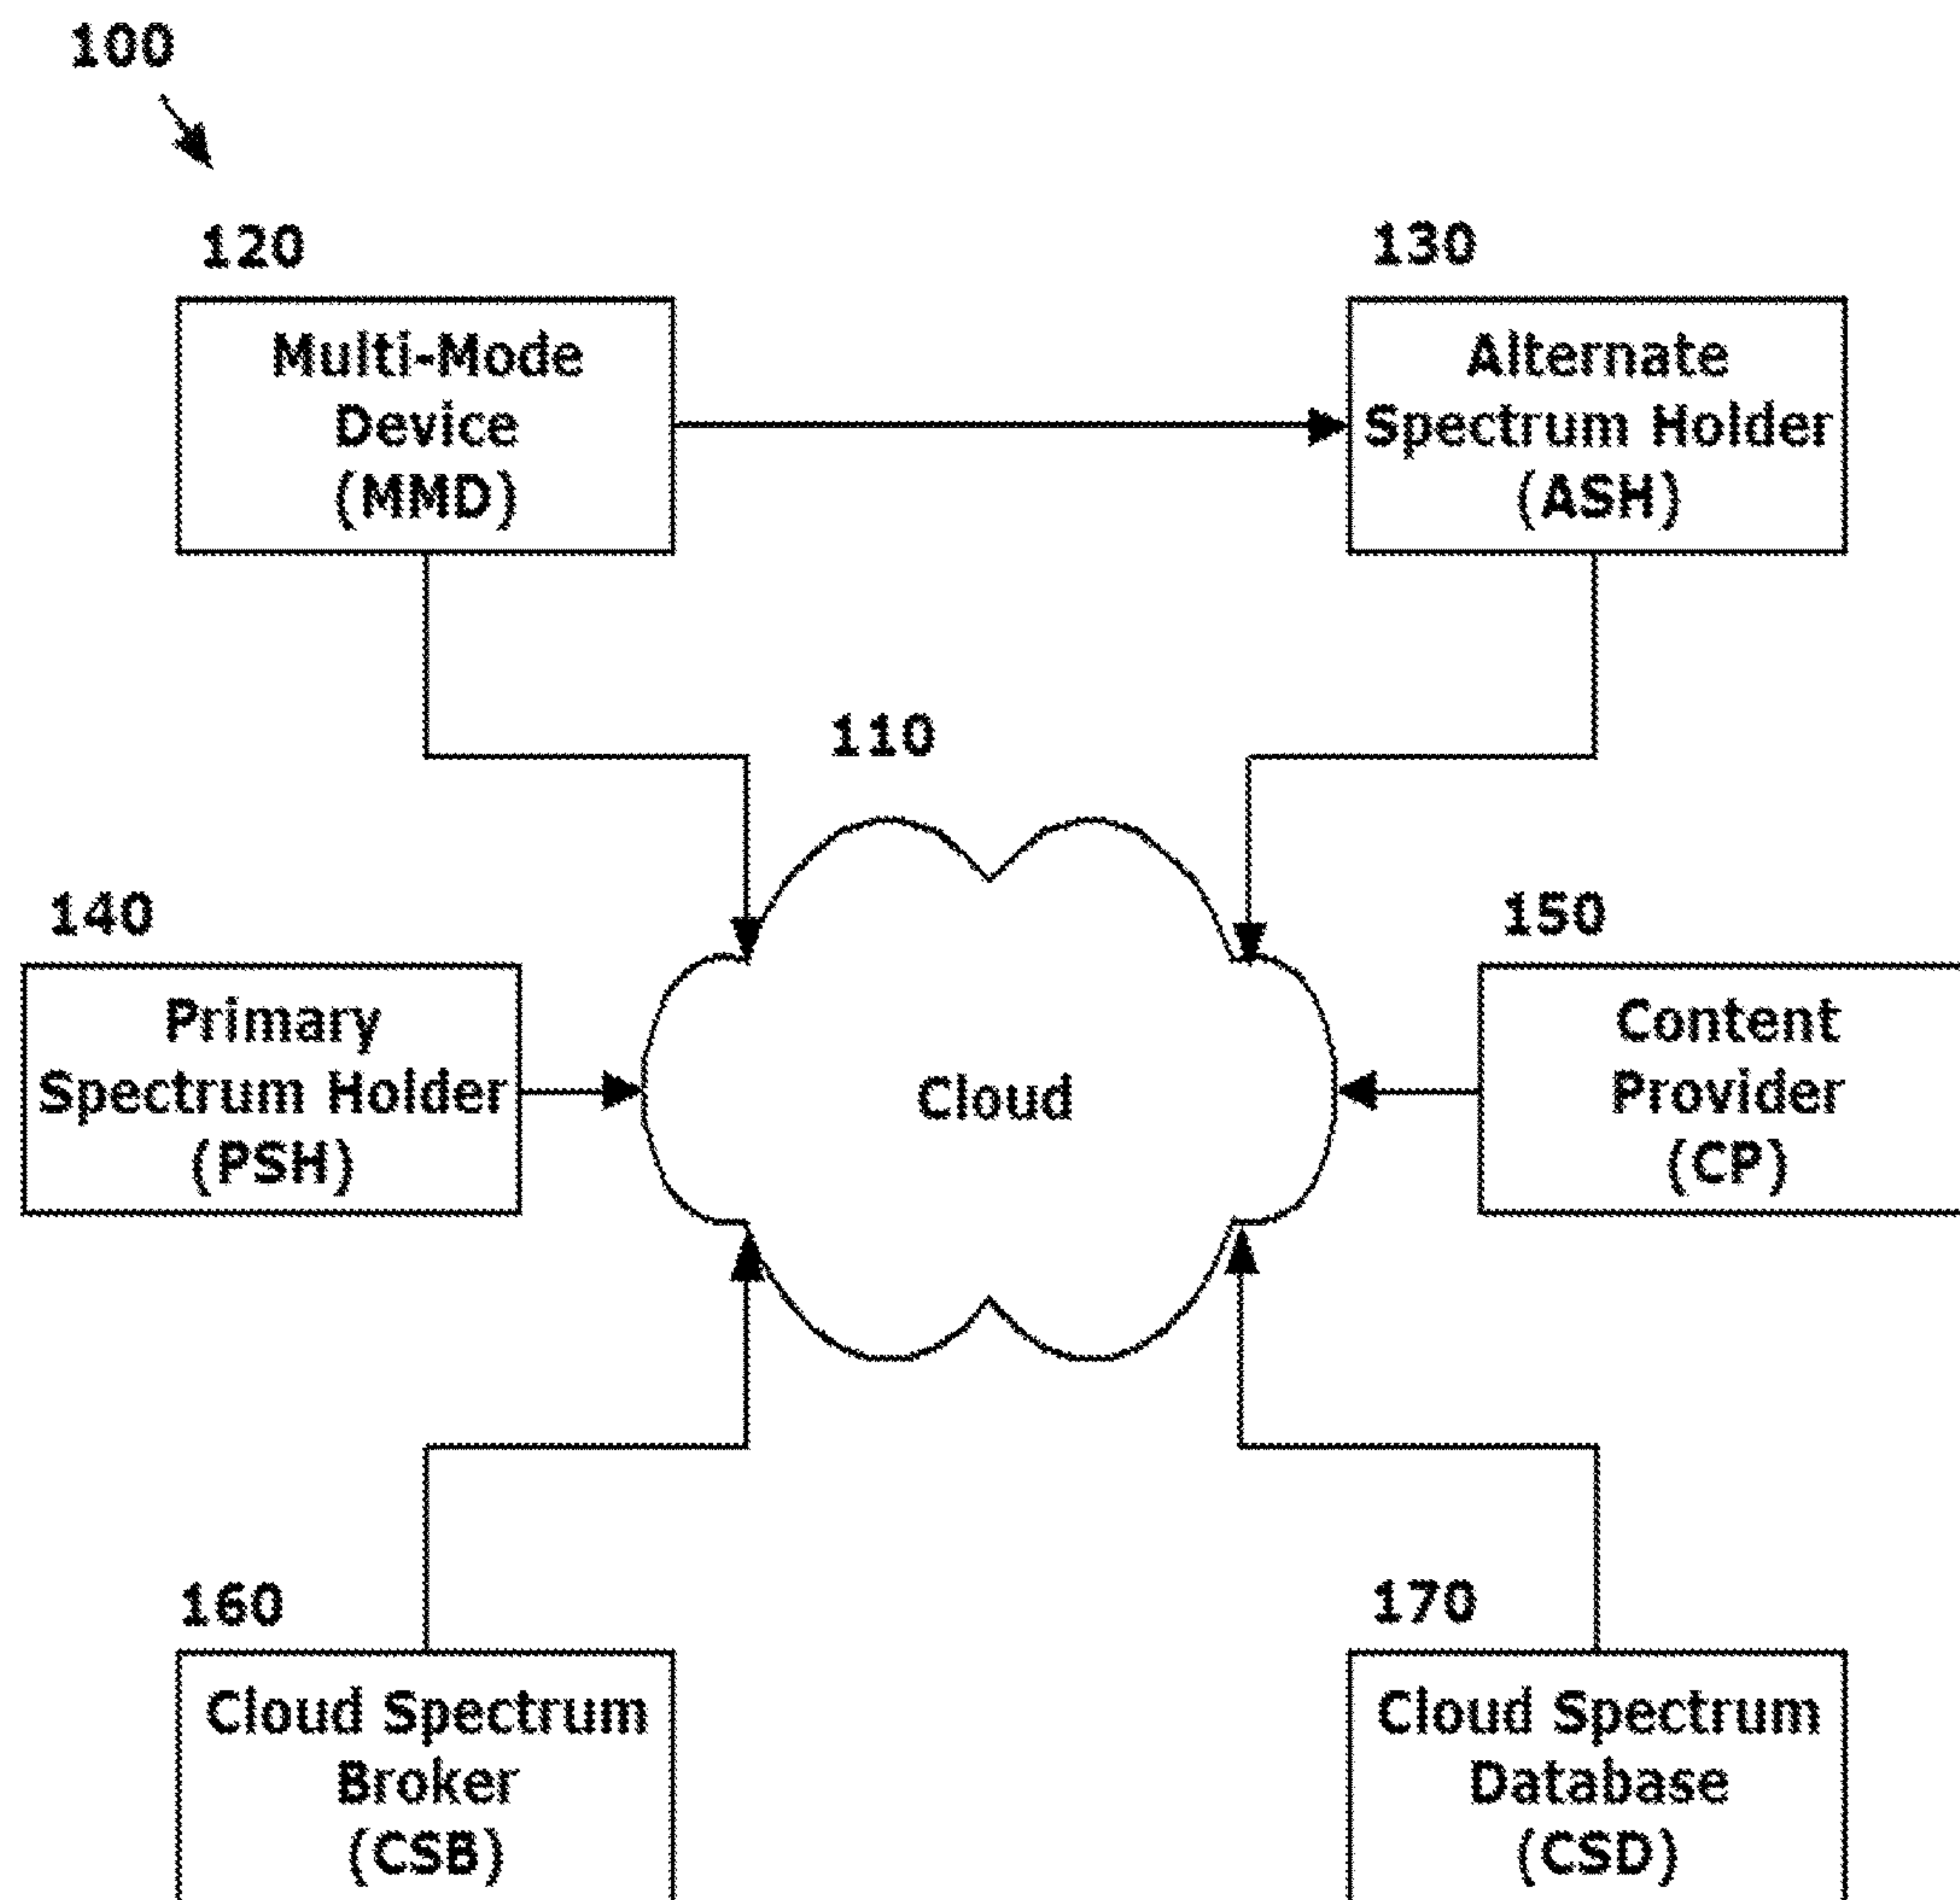 100
120
Multi-Mode
Device
(MMD)
130
Alternate
Spectrum Holder
(ASH)
110
Cloud
140
Primary
Spectrum Holder
(PSH)
150
Content
Provider
(CP)
160
Cloud Spectrum
Broker
(CSB)
170
Cloud Spectrum
Database
(CSD)